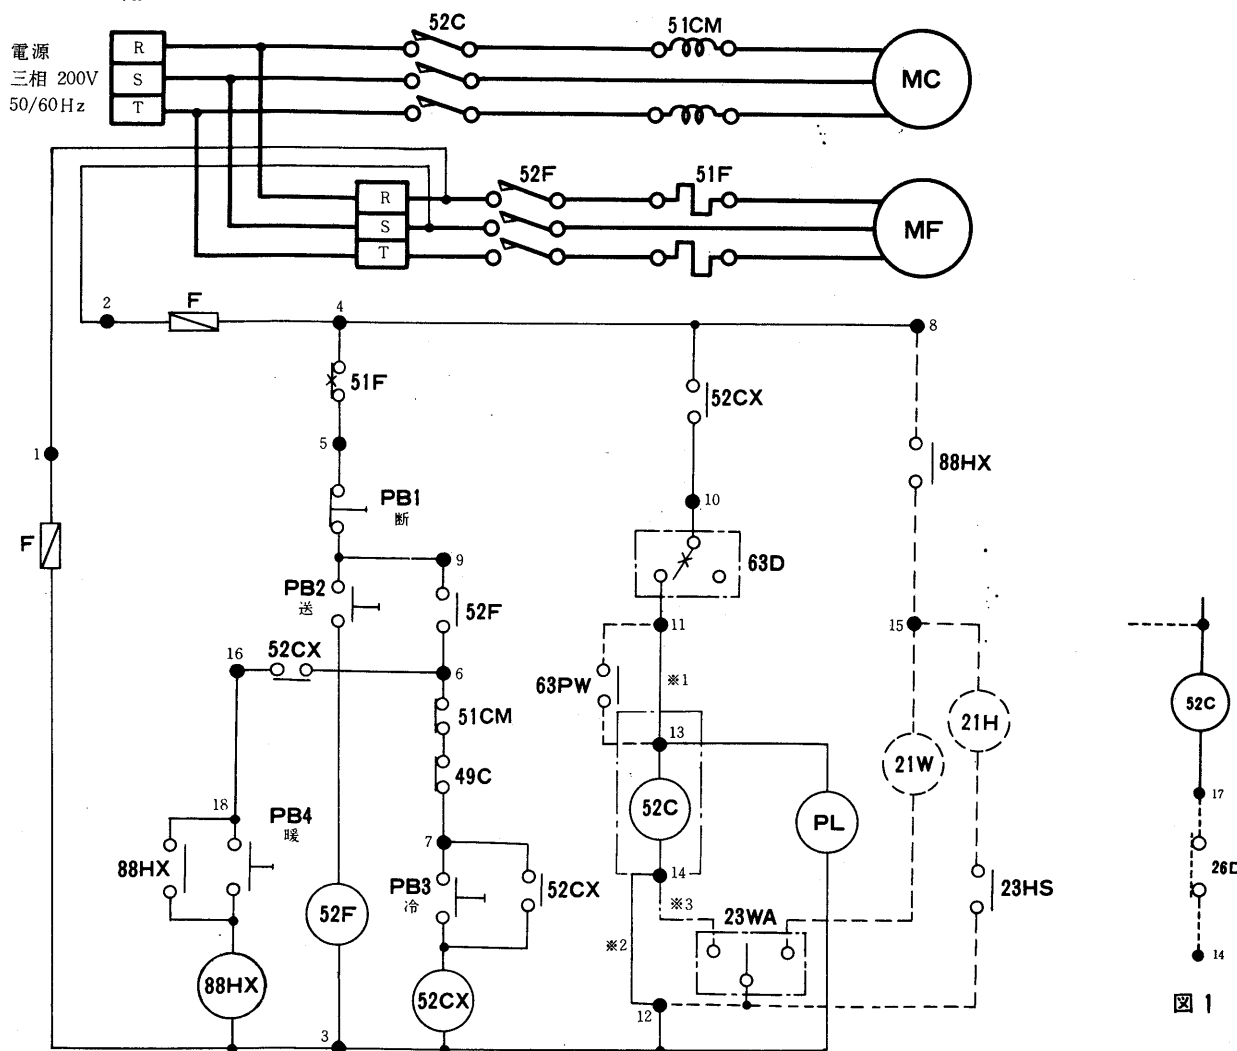 52C
51CM
電源
三相 200V
50/60Hz
R
S
T
MC
52F
51F
R
S
T
MF
2
F
4
8
51F
52CX
5
1
88HX
PB1
断
10
F
63D
9
PB2
送
52F
11
15
16
52CX
6
63PW
※1
51CM
21H
52C
13
21W
49C
17
52C
PL
18
PB4
暖
7
26D
88HX
PB3
冷
52CX
14
23HS
※3
23WA
52F
※2
14
88HX
52CX
12
図1
3